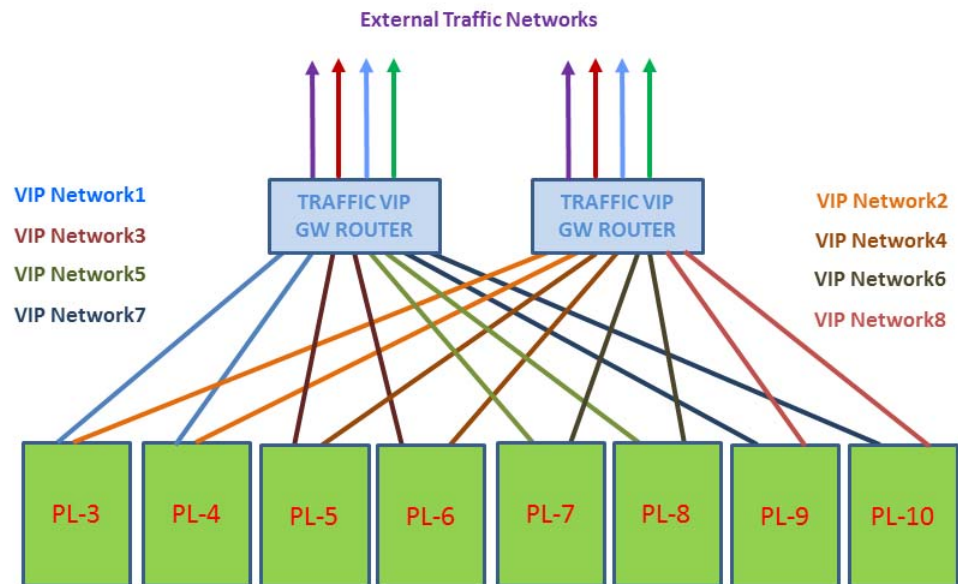 External Traffic Networks
TRAFFIC VIP
GW ROUTER
TRAFFIC VIP
GW ROUTER
VIP Network1
VIP Network3
VIP Network5
VIP Network7
VIP Network2
VIP Network4
VIP Network6
VIP Network8
PL-3
PL-4
PL-5
PL-6
PL-7
PL-8
PL-9
PL-10